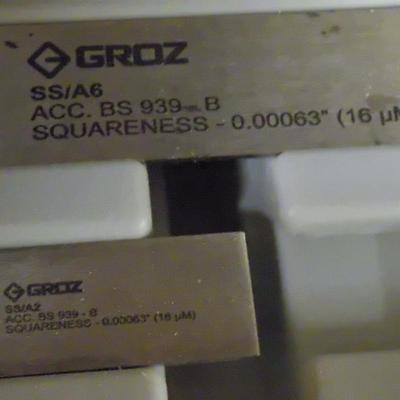 GROZ
SS/A6
ACC. BS 939 - B
SQUARENESS - 0.00063" (16 µM
GROZ
SS/A2
ACC. BS 939 - B
SQUARENESS - 0.00063" (16 µM)